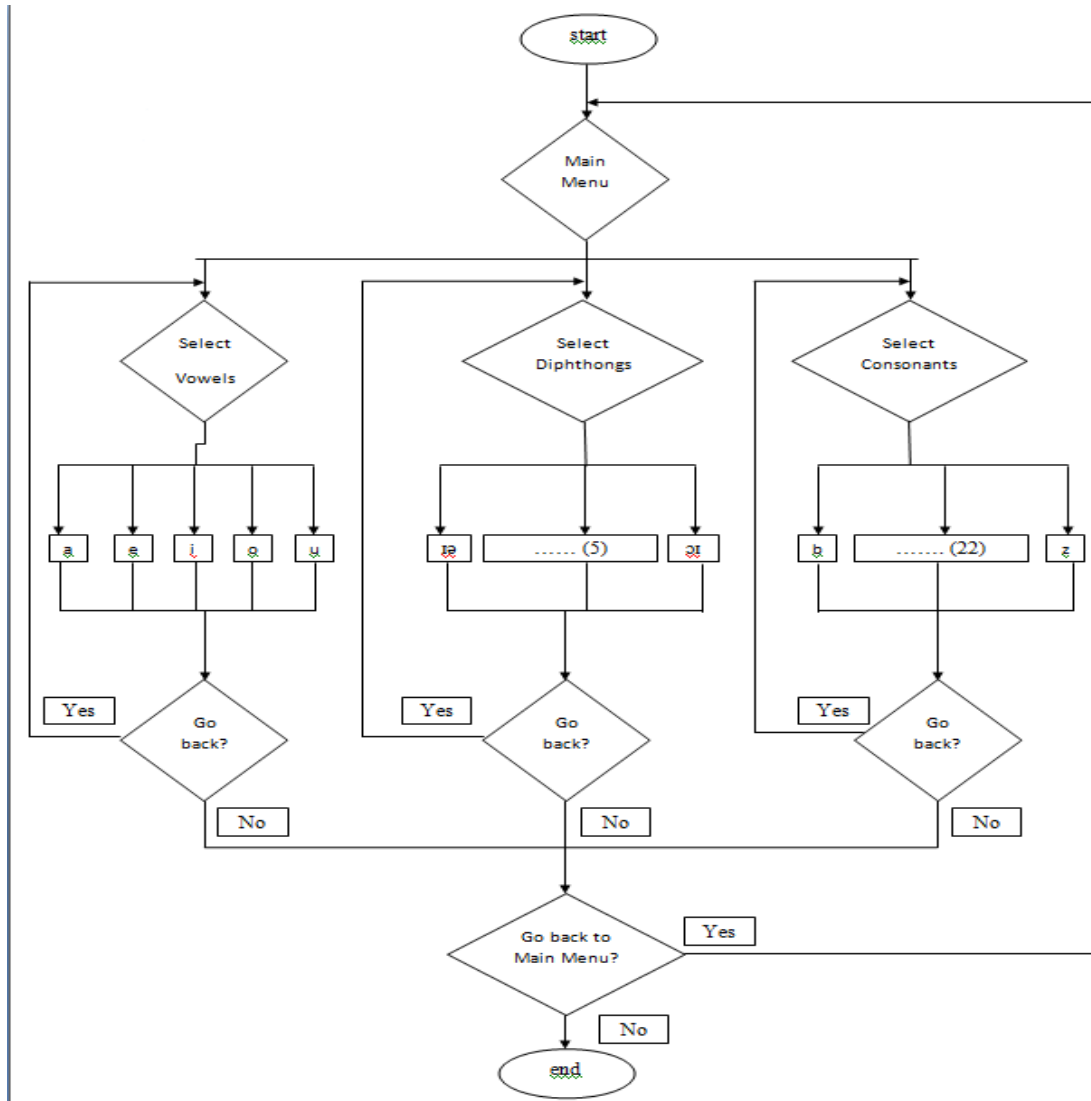 start
Main
Menu
Select
Vowels
Select
Diphthongs
Select
Consonants
a e i o u
ɪə ...... (5) ɔɪ
b ....... (22) z
Yes
Go
back?
Yes
Go
back?
Yes
Go
back?
No
No
No
Go back to
Main Menu?
Yes
No
end